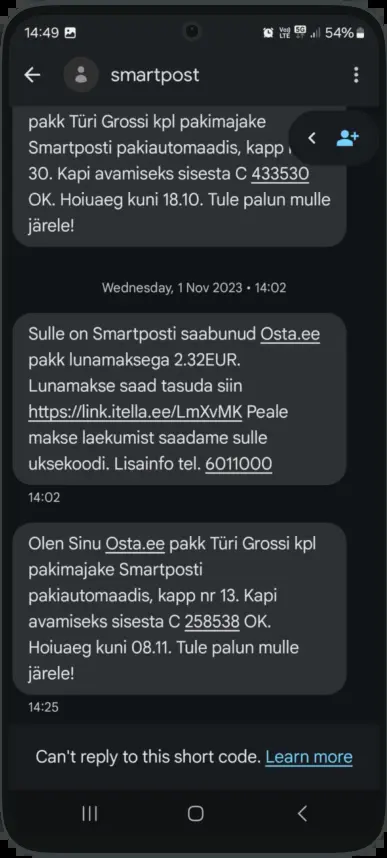 14:49
Vo)) LTE 5G 54%
smartpost
pakk Türi Grossi kpl pakimajake
Smartposti pakiautomaadis, kapp
30. Kapi avamiseks sisesta C 433530
OK. Hoiuaeg kuni 18.10. Tule palun mulle
järele!
Wednesday, 1 Nov 2023 • 14:02
Sulle on Smartposti saabunud Osta.ee
pakk lunamaksega 2.32EUR.
Lunamakse saad tasuda siin
https://link.itella.ee/LmXvMK Peale
makse laekumist saadame sulle
uksekoodi. Lisainfo tel. 6011000
14:02
Olen Sinu Osta.ee pakk Türi Grossi kpl
pakimajake Smartposti
pakiautomaadis, kapp nr 13. Kapi
avamiseks sisesta C 258538 OK.
Hoiuaeg kuni 08.11. Tule palun mulle
järele!
14:25
Can't reply to this short code. Learn more